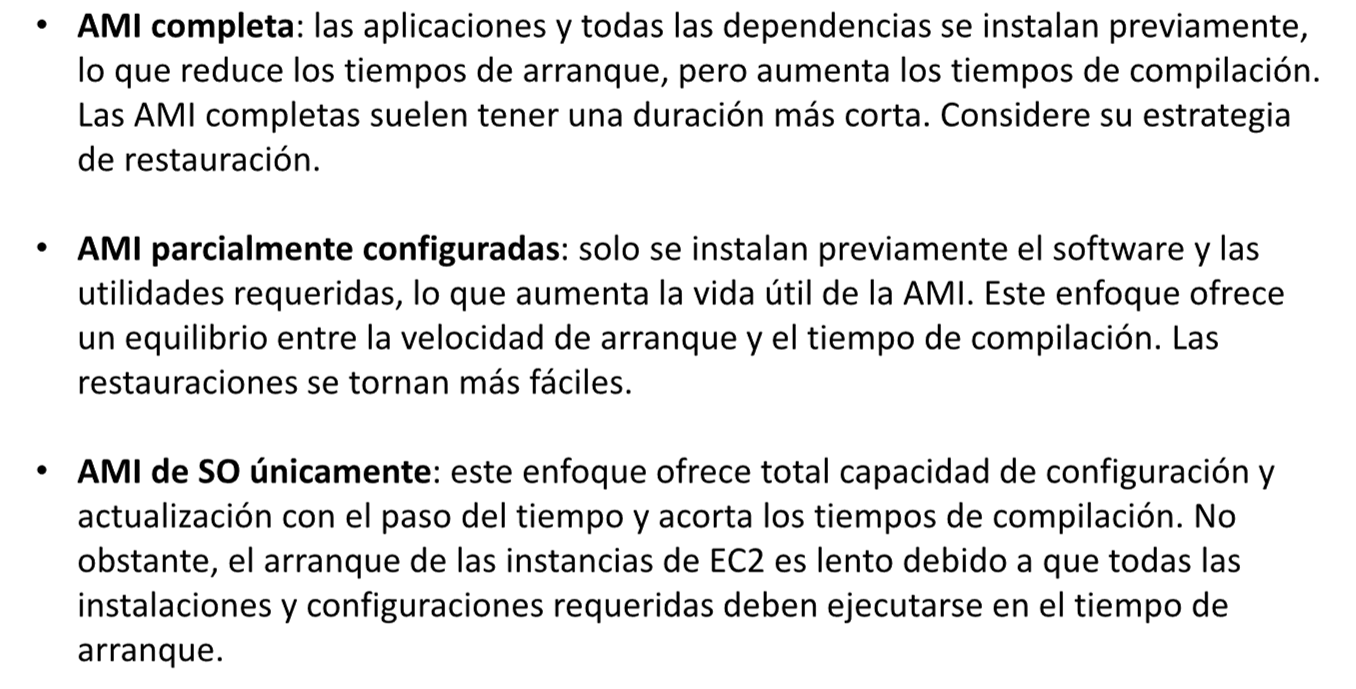 • AMI completa: las aplicaciones y todas las dependencias se instalan previamente,
lo que reduce los tiempos de arranque, pero aumenta los tiempos de compilación.
Las AMI completas suelen tener una duración más corta. Considere su estrategia
de restauración.
• AMI parcialmente configuradas: solo se instalan previamente el software y las
utilidades requeridas, lo que aumenta la vida útil de la AMI. Este enfoque ofrece
un equilibrio entre la velocidad de arranque y el tiempo de compilación. Las
restauraciones se tornan más fáciles.
• AMI de SO únicamente: este enfoque ofrece total capacidad de configuración y
actualización con el paso del tiempo y acorta los tiempos de compilación. No
obstante, el arranque de las instancias de EC2 es lento debido a que todas las
instalaciones y configuraciones requeridas deben ejecutarse en el tiempo de
arranque.